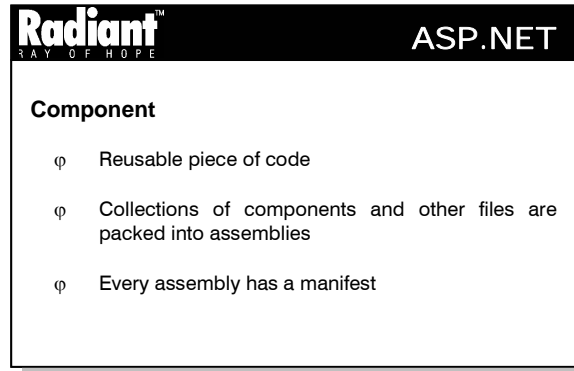 Radiant™
RAY OF HOPE
ASP.NET
Component
φ Reusable piece of code
φ Collections of components and other files are
packed into assemblies
φ Every assembly has a manifest